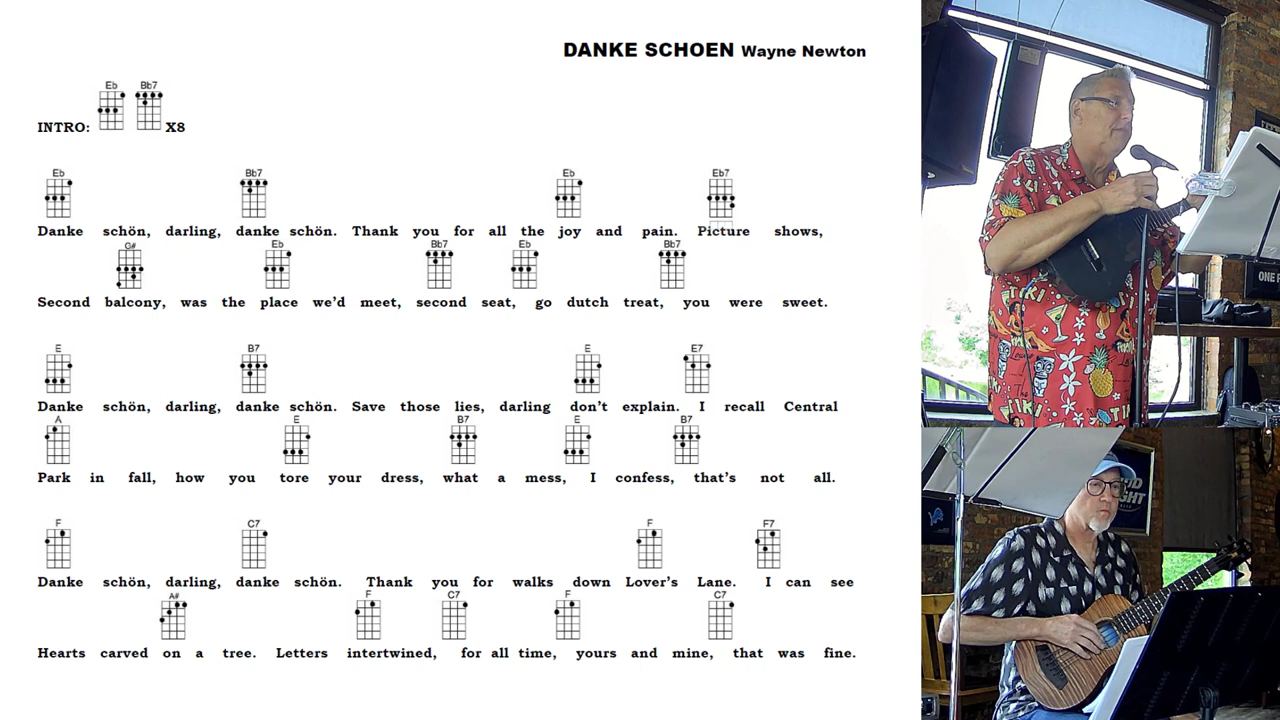 DANKE SCHOEN Wayne Newton
Eb Bb7
INTRO: X8
Eb Bb7 Eb Eb7
Danke schön, darling, danke schön. Thank you for all the joy and pain. Picture shows,
G# Eb Bb7 Eb Bb7
Second balcony, was the place we'd meet, second seat, go dutch treat, you were sweet.
E B7 E E7
Danke schön, darling, danke schön. Save those lies, darling don't explain. I recall Central
A E B7 E B7
Park in fall, how you tore your dress, what a mess, I confess, that's not all.
F C7 F F7
Danke schön, darling, danke schön. Thank you for walks down Lover's Lane. I can see
A# F C7 F C7
Hearts carved on a tree. Letters intertwined, for all time, yours and mine, that was fine.
TIKI
TIKI
ONE